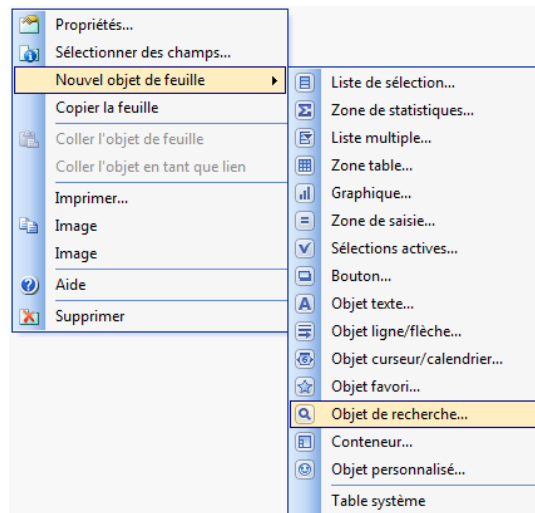 Propriétés...
Sélectionner des champs...
Nouvel objet de feuille
Copier la feuille
Coller l'objet de feuille
Coller l'objet en tant que lien
Imprimer...
Image
Image
Aide
Supprimer
Liste de sélection...
Zone de statistiques...
Liste multiple...
Zone table...
Graphique...
Zone de saisie...
Sélections actives...
Bouton...
Objet texte...
Objet ligne/flèche...
Objet curseur/calendrier...
Objet favori...
Objet de recherche...
Conteneur...
Objet personnalisé...
Table système